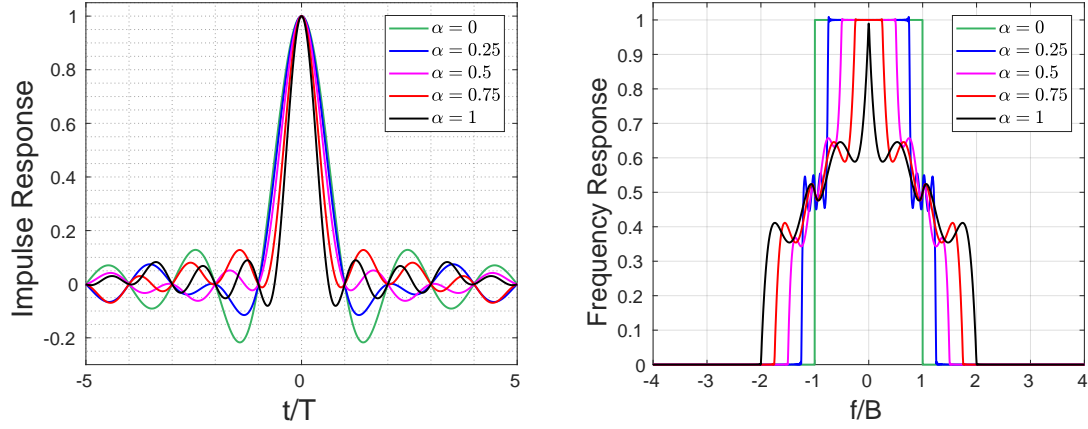 Impulse Response
1
0.8
0.6
0.4
0.2
0
-0.2
-5
0
5
t/T
α = 0
α = 0.25
α = 0.5
α = 0.75
α = 1
Frequency Response
1
0.9
0.8
0.7
0.6
0.5
0.4
0.3
0.2
0.1
0
-4
-3
-2
-1
0
1
2
3
4
f/B
α = 0
α = 0.25
α = 0.5
α = 0.75
α = 1